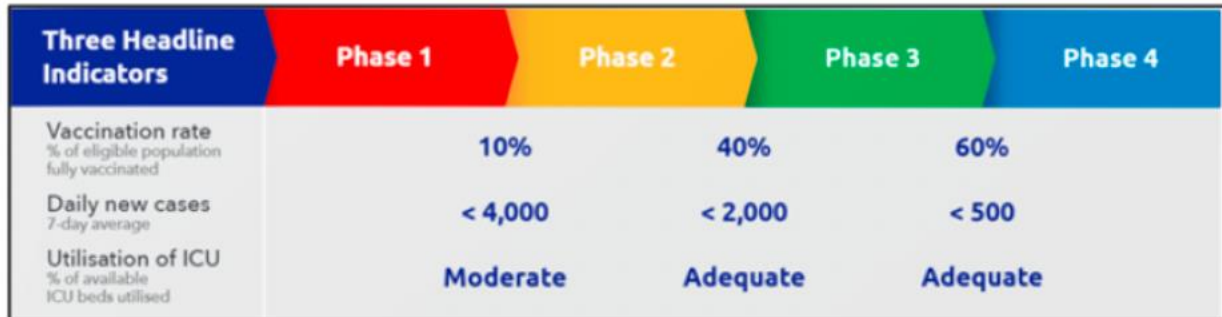 Three Headline
Indicators
Phase 1
Phase 2
Phase 3
Phase 4
Vaccination rate
% of eligible population
fully vaccinated
10%
40%
60%
Daily new cases
7-day average
< 4,000
< 2,000
< 500
Utilisation of ICU
% of available
ICU beds utilised
Moderate
Adequate
Adequate